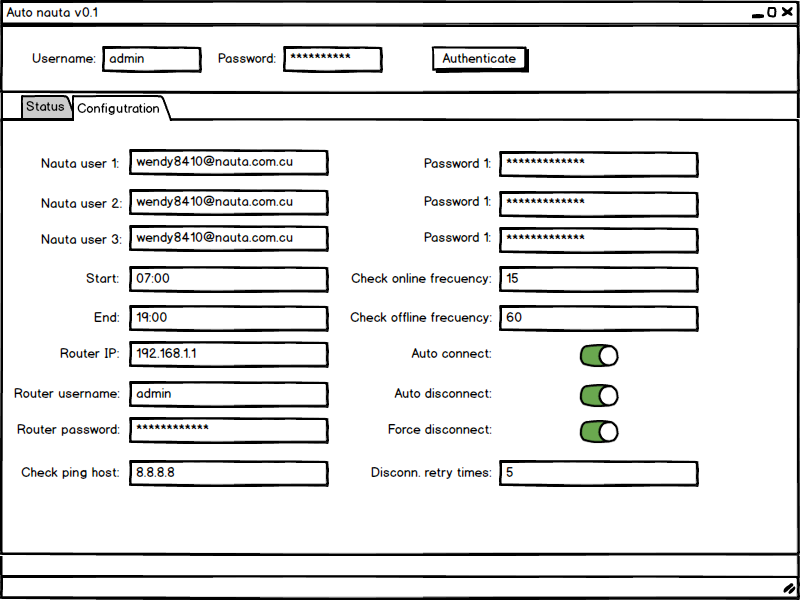 Auto nauta v0.1
Username: admin Password: ********** Authenticate
Status Configutration
Nauta user 1: wendy8410@nauta.com.cu Password 1: *************
Nauta user 2: wendy8410@nauta.com.cu Password 1: *************
Nauta user 3: wendy8410@nauta.com.cu Password 1: *************
Start: 07:00 Check online frecuency: 15
End: 19:00 Check offline frecuency: 60
Router IP: 192.168.1.1 Auto connect:
Router username: admin Auto disconnect:
Router password: ************ Force disconnect:
Check ping host: 8.8.8.8 Disconn. retry times: 5